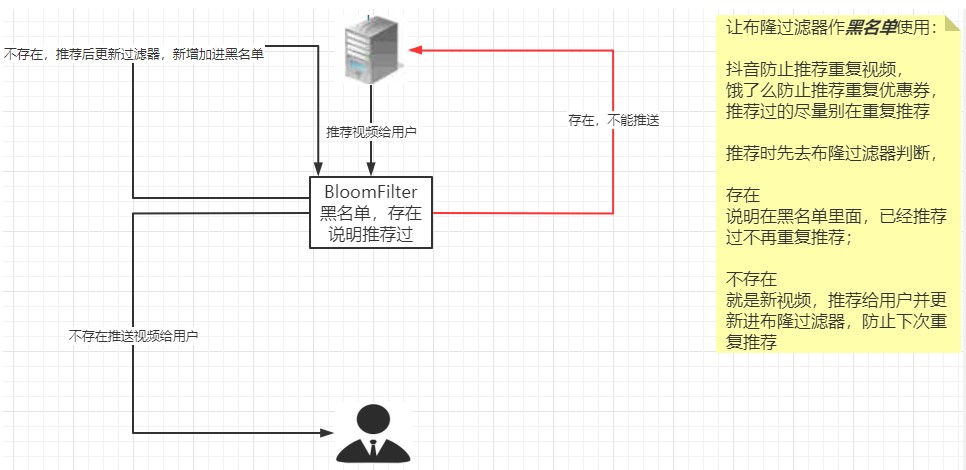 不存在，推荐后更新过滤器，新增加进黑名单
推荐视频给用户
存在，不能推送
BloomFilter
黑名单，存在
说明推荐过
不存在推送视频给用户
让布隆过滤器作黑名单使用：
抖音防止推荐重复视频，
饿了么防止推荐重复优惠券，
推荐过的尽量别在重复推荐
推荐时先去布隆过滤器判断，
存在
说明在黑名单里面，已经推荐
过不再重复推荐；
不存在
就是新视频，推荐给用户并更
新进布隆过滤器，防止下次重
复推荐